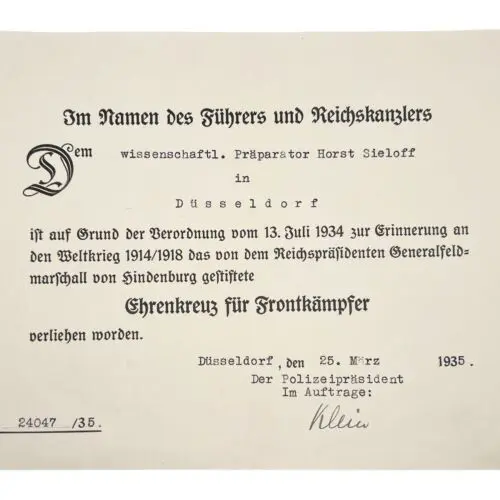 Im Namen des Führers und Reichskanzlers
Dem wissenschaftl. Präparator Horst Sieloff
in
Düsseldorf
ist auf Grund der Verordnung vom 13. Juli 1934 zur Erinnerung an
den Weltkrieg 1914/1918 das von dem Reichspräsidenten Generalfeld-
marschall von Hindenburg gestiftete
Ehrenkreuz für Frontkämpfer
verliehen worden.
Düsseldorf, den 25. März 1935.
Der Polizeipräsident
Im Auftrage:
Klein
24047 /35.